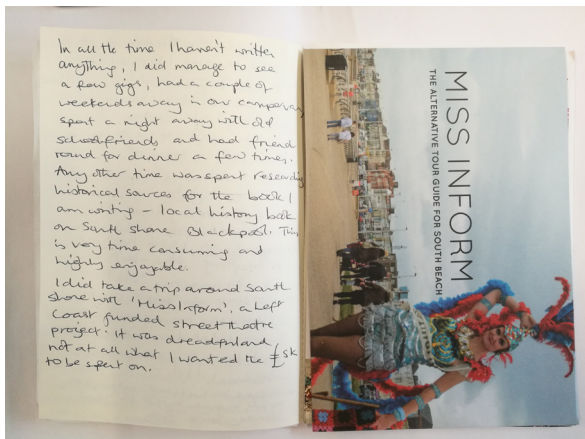 In all the time I haven't written
anything, I did manage to see
a few gigs, had a couple of
weekends away in our campervan
spent a night away with old
schoolfriends and had friend
round for dinner a few times.
Any other time was spent researching
historical sources for the book I
am writing – local history book
on South Shore Blackpool. This
is very time consuming and
highly enjoyable.
I did take a trip around South
Shore with 'Miss Inform', a Left
Coast funded street theatre
project. It was dreadful and
not at all what I wanted the £5k
to be spent on.
MISS INFORM
THE ALTERNATIVE TOUR GUIDE FOR SOUTH BEACH